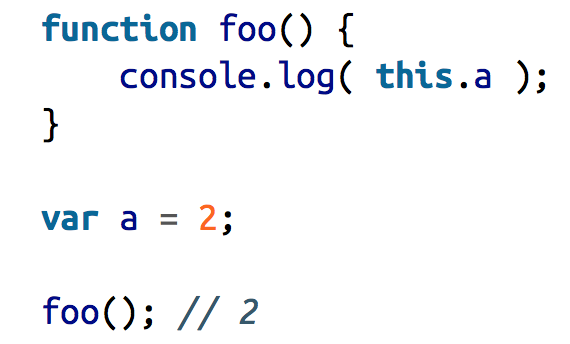 function foo() {
    console.log( this.a );
}

var a = 2;

foo(); // 2